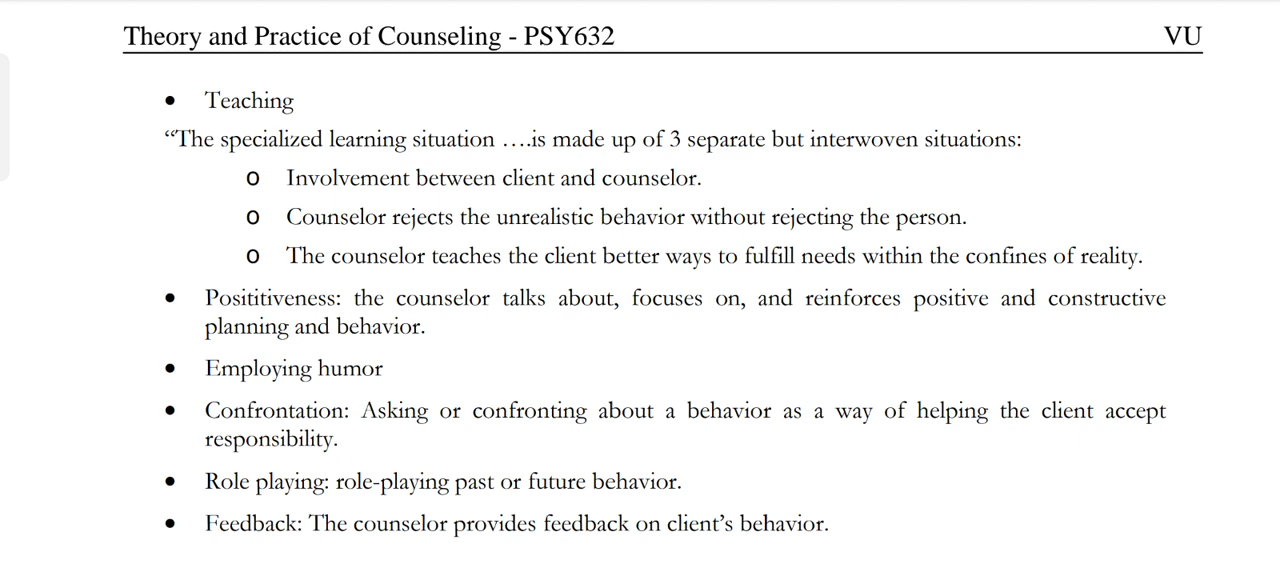 Theory and Practice of Counseling - PSY632 VU
• Teaching
“The specialized learning situation ….is made up of 3 separate but interwoven situations:
o Involvement between client and counselor.
o Counselor rejects the unrealistic behavior without rejecting the person.
o The counselor teaches the client better ways to fulfill needs within the confines of reality.
• Posititiveness: the counselor talks about, focuses on, and reinforces positive and constructive
planning and behavior.
• Employing humor
• Confrontation: Asking or confronting about a behavior as a way of helping the client accept
responsibility.
• Role playing: role-playing past or future behavior.
• Feedback: The counselor provides feedback on client’s behavior.